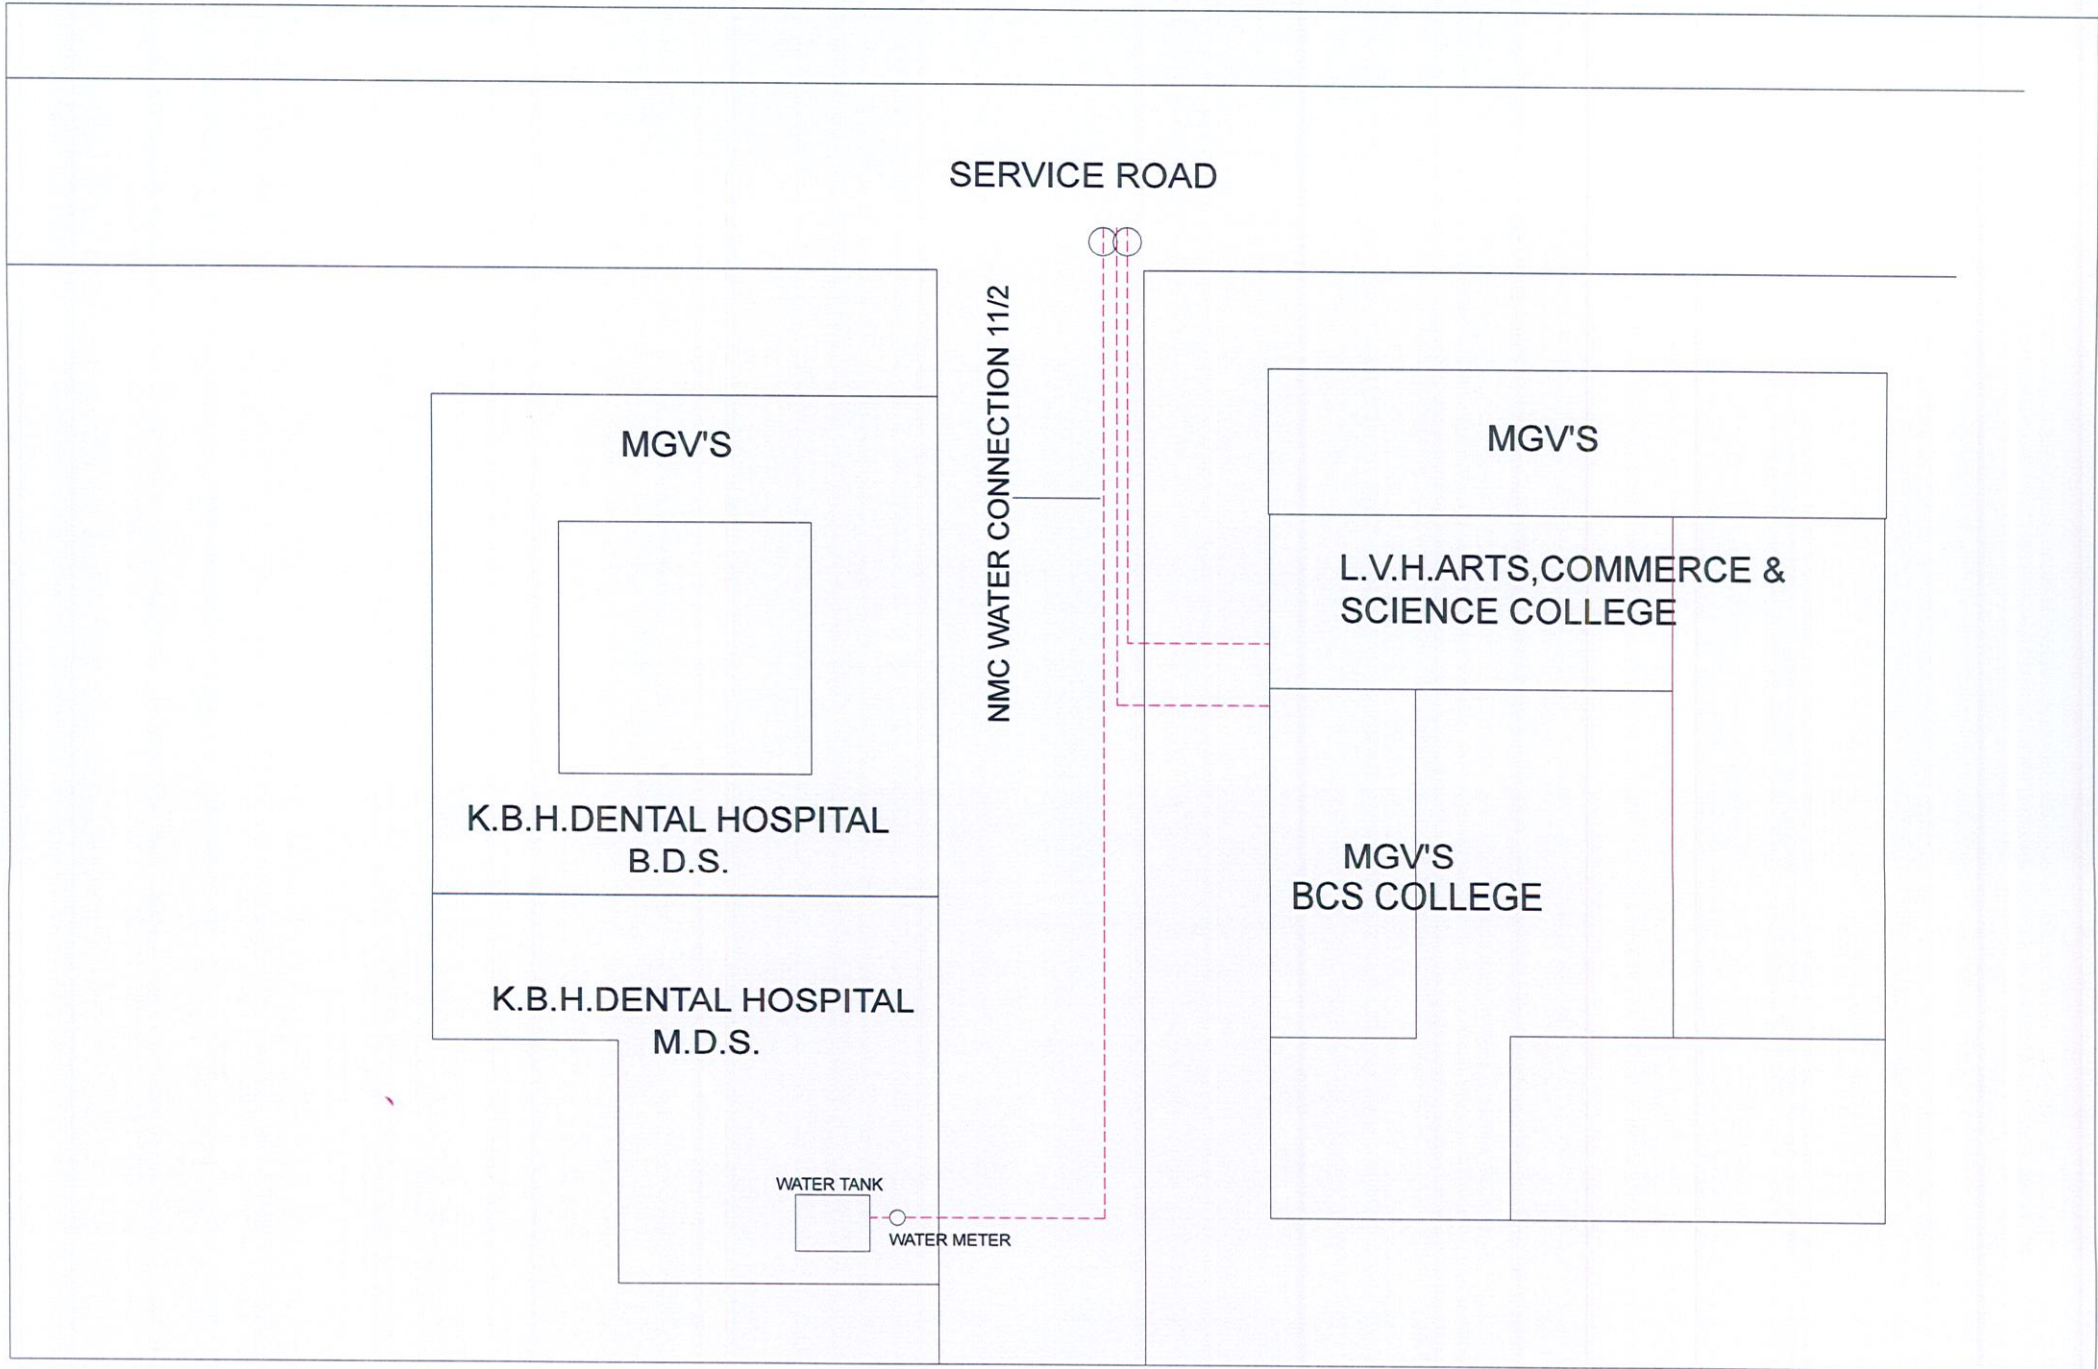 SERVICE ROAD
NMC WATER CONNECTION 11/2
MGV'S
K.B.H.DENTAL HOSPITAL
B.D.S.
K.B.H.DENTAL HOSPITAL
M.D.S.
WATER TANK
WATER METER
MGV'S
L.V.H.ARTS,COMMERCE &
SCIENCE COLLEGE
MGV'S
BCS COLLEGE